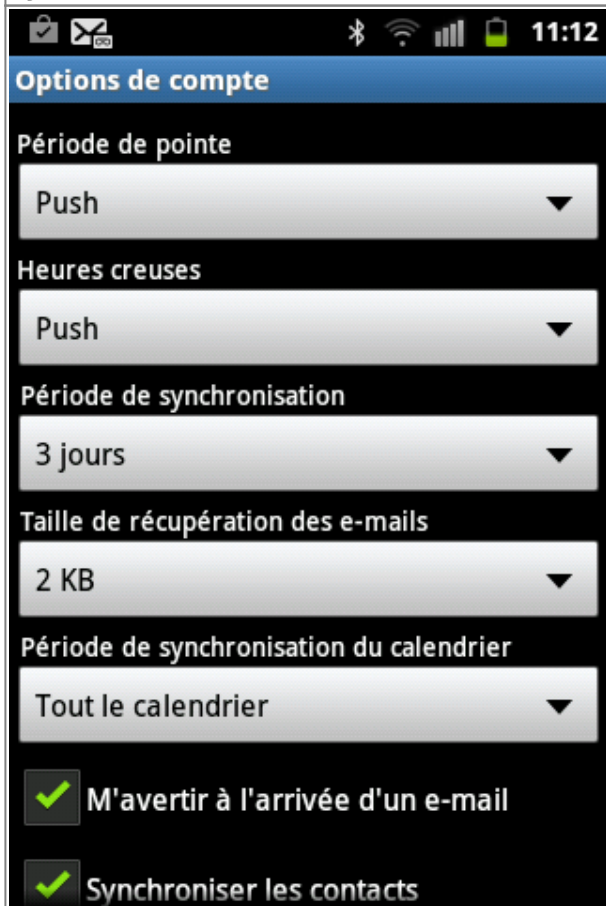 11:12
Options de compte
Période de pointe
Push
Heures creuses
Push
Période de synchronisation
3 jours
Taille de récupération des e-mails
2 KB
Période de synchronisation du calendrier
Tout le calendrier
M'avertir à l'arrivée d'un e-mail
Synchroniser les contacts